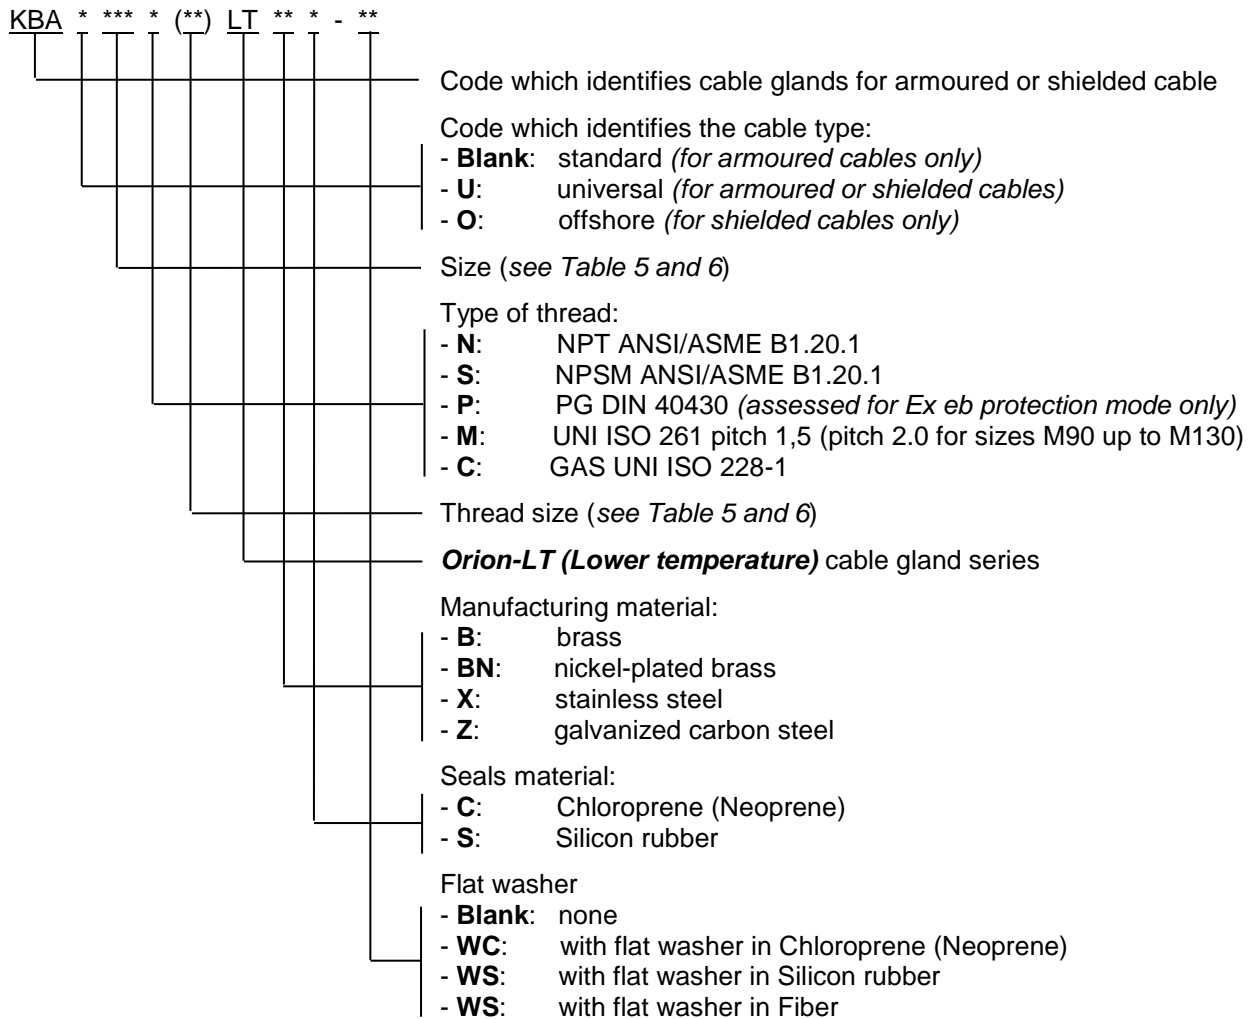 KBA * *** * (**) LT ** * - **
Code which identifies cable glands for armoured or shielded cable
Code which identifies the cable type:
- Blank: standard (for armoured cables only)
- U: universal (for armoured or shielded cables)
- O: offshore (for shielded cables only)
Size (see Table 5 and 6)
Type of thread:
- N: NPT ANSI/ASME B1.20.1
- S: NPSM ANSI/ASME B1.20.1
- P: PG DIN 40430 (assessed for Ex eb protection mode only)
- M: UNI ISO 261 pitch 1,5 (pitch 2.0 for sizes M90 up to M130)
- C: GAS UNI ISO 228-1
Thread size (see Table 5 and 6)
Orion-LT (Lower temperature) cable gland series
Manufacturing material:
- B: brass
- BN: nickel-plated brass
- X: stainless steel
- Z: galvanized carbon steel
Seals material:
- C: Chloroprene (Neoprene)
- S: Silicon rubber
Flat washer
- Blank: none
- WC: with flat washer in Chloroprene (Neoprene)
- WS: with flat washer in Silicon rubber
- WS: with flat washer in Fiber